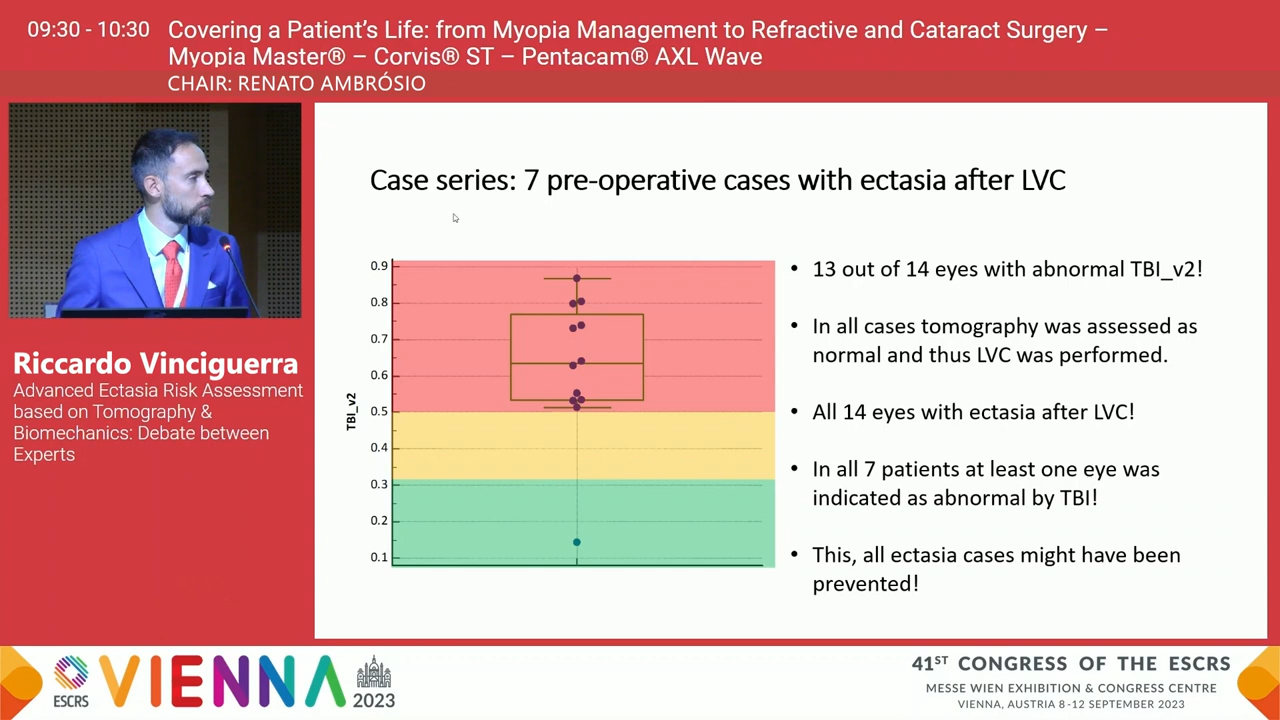 09:30 - 10:30
Covering a Patient's Life: from Myopia Management to Refractive and Cataract Surgery –
Myopia Master® – Corvis® ST – Pentacam® AXL Wave
CHAIR: RENATO AMBRÓSIO
Riccardo Vinciguerra
Advanced Ectasia Risk Assessment
based on Tomography &
Biomechanics: Debate between
Experts
Case series: 7 pre-operative cases with ectasia after LVC
TBI_v2
0.9
0.8
0.7
0.6
0.5
0.4
0.3
0.2
0.1
• 13 out of 14 eyes with abnormal TBI_v2!
• In all cases tomography was assessed as
normal and thus LVC was performed.
• All 14 eyes with ectasia after LVC!
• In all 7 patients at least one eye was
indicated as abnormal by TBI!
• This, all ectasia cases might have been
prevented!
ESCRS
VIENNA
2023
41ST CONGRESS OF THE ESCRS
MESSE WIEN EXHIBITION & CONGRESS CENTRE
VIENNA, AUSTRIA 8-12 SEPTEMBER 2023